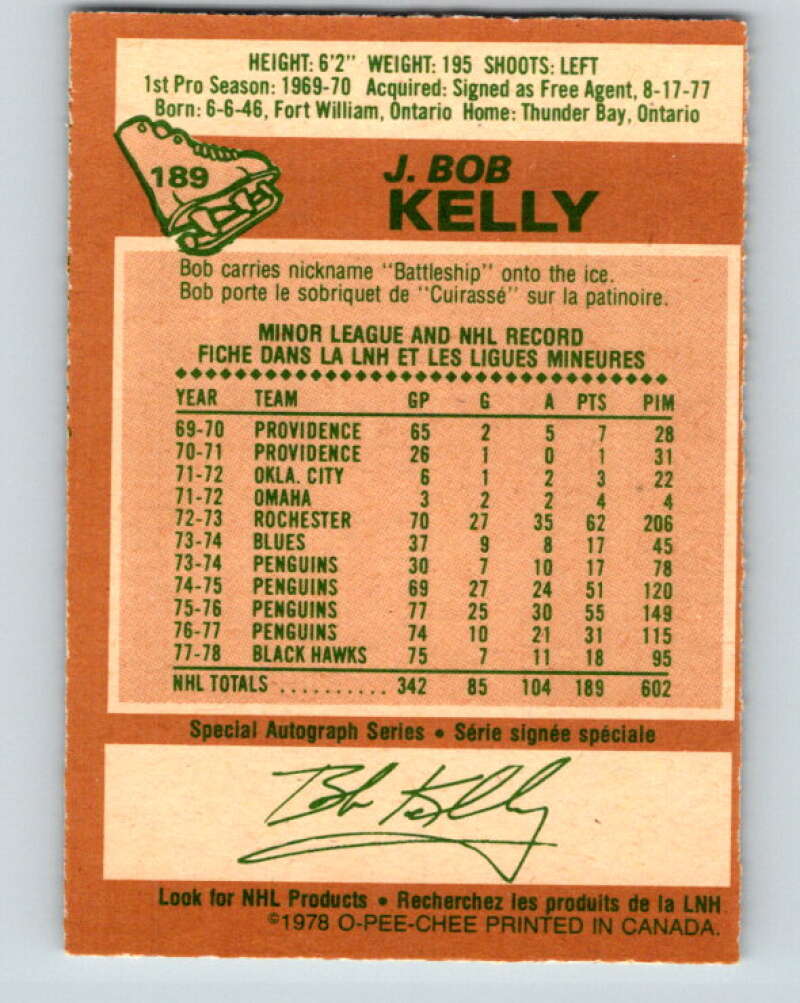 HEIGHT: 6'2" WEIGHT: 195 SHOOTS: LEFT
1st Pro Season: 1969-70 Acquired: Signed as Free Agent, 8-17-77
Born: 6-6-46, Fort William, Ontario Home: Thunder Bay, Ontario
189
J. BOB
KELLY
Bob carries nickname "Battleship" onto the ice.
Bob porte le sobriquet de "Cuirassé" sur la patinoire.
MINOR LEAGUE AND NHL RECORD
FICHE DANS LA LNH ET LES LIGUES MINEURES
YEAR TEAM GP G A PTS PIM
69-70 PROVIDENCE 65 2 5 7 28
70-71 PROVIDENCE 26 1 0 1 31
71-72 OKLA. CITY 6 1 2 3 22
71-72 OMAHA 3 2 2 4 4
72-73 ROCHESTER 70 27 35 62 206
73-74 BLUES 37 9 8 17 45
73-74 PENGUINS 30 7 10 17 78
74-75 PENGUINS 69 27 24 51 120
75-76 PENGUINS 77 25 30 55 149
76-77 PENGUINS 74 10 21 31 115
77-78 BLACK HAWKS 75 7 11 18 95
NHL TOTALS .......... 342 85 104 189 602
Special Autograph Series • Série signée spéciale
Bob Kelly
Look for NHL Products • Recherchez les produits de la LNH
©1978 O-PEE-CHEE PRINTED IN CANADA.